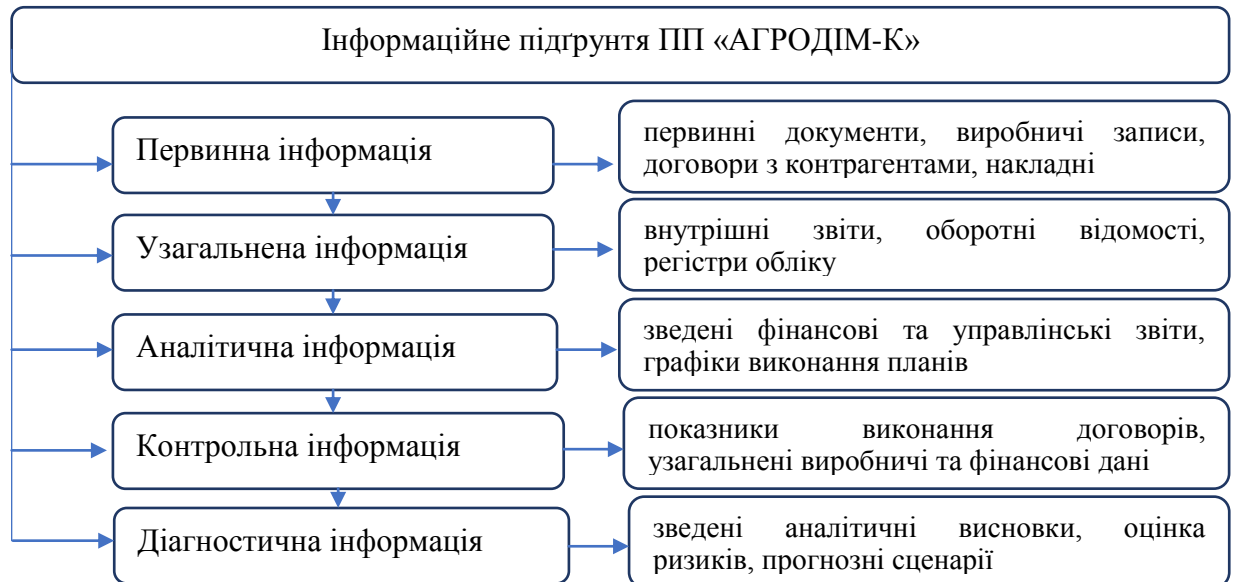 Інформаційне підґрунтя ПП «АГРОДІМ-К»
Первинна інформація
первинні документи, виробничі записи,
договори з контрагентами, накладні
Узагальнена інформація
внутрішні звіти, оборотні відомості,
регістри обліку
Аналітична інформація
зведені фінансові та управлінські звіти,
графіки виконання планів
Контрольна інформація
показники виконання договорів,
узагальнені виробничі та фінансові дані
Діагностична інформація
зведені аналітичні висновки, оцінка
ризиків, прогнозні сценарії